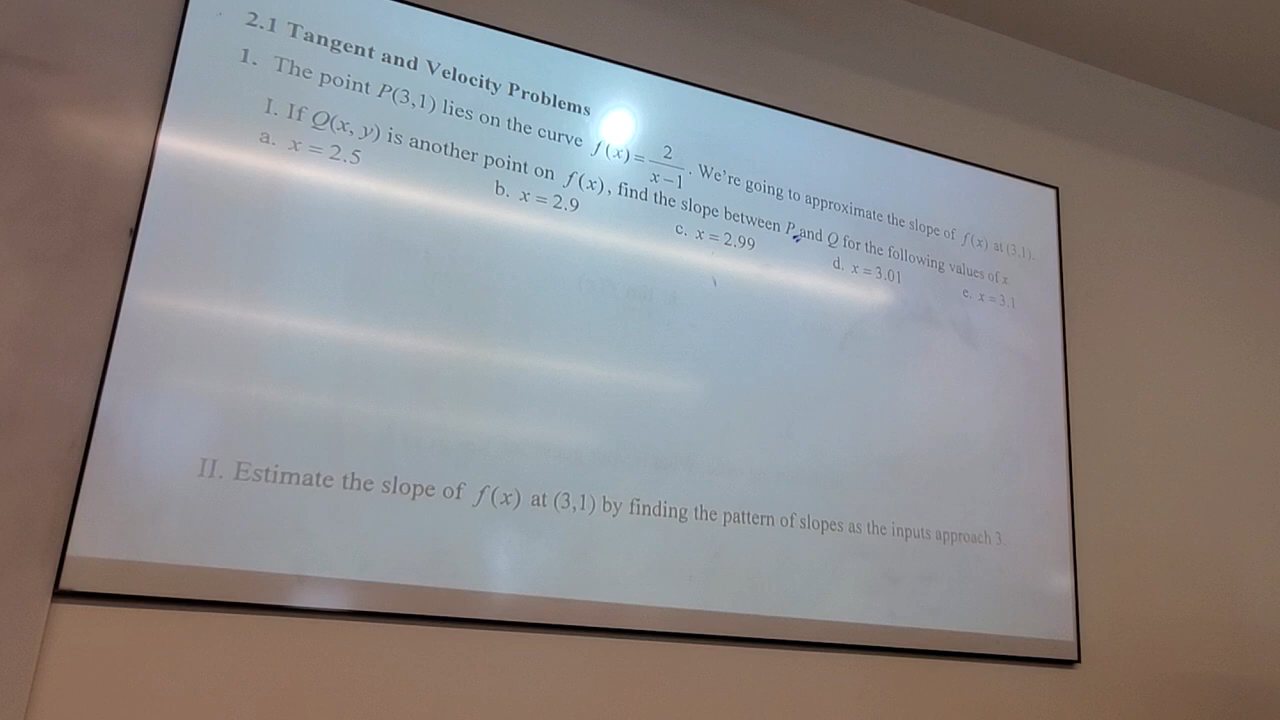 2.1 Tangent and Velocity Problems
1. The point P(3,1) lies on the curve f(x) = 2/(x−1). We're going to approximate the slope of f(x) at (3,1).
I. If Q(x, y) is another point on f(x), find the slope between P and Q for the following values of x
a. x = 2.5 b. x = 2.9 c. x = 2.99 d. x = 3.01 e. x = 3.1
II. Estimate the slope of f(x) at (3,1) by finding the pattern of slopes as the inputs approach 3.